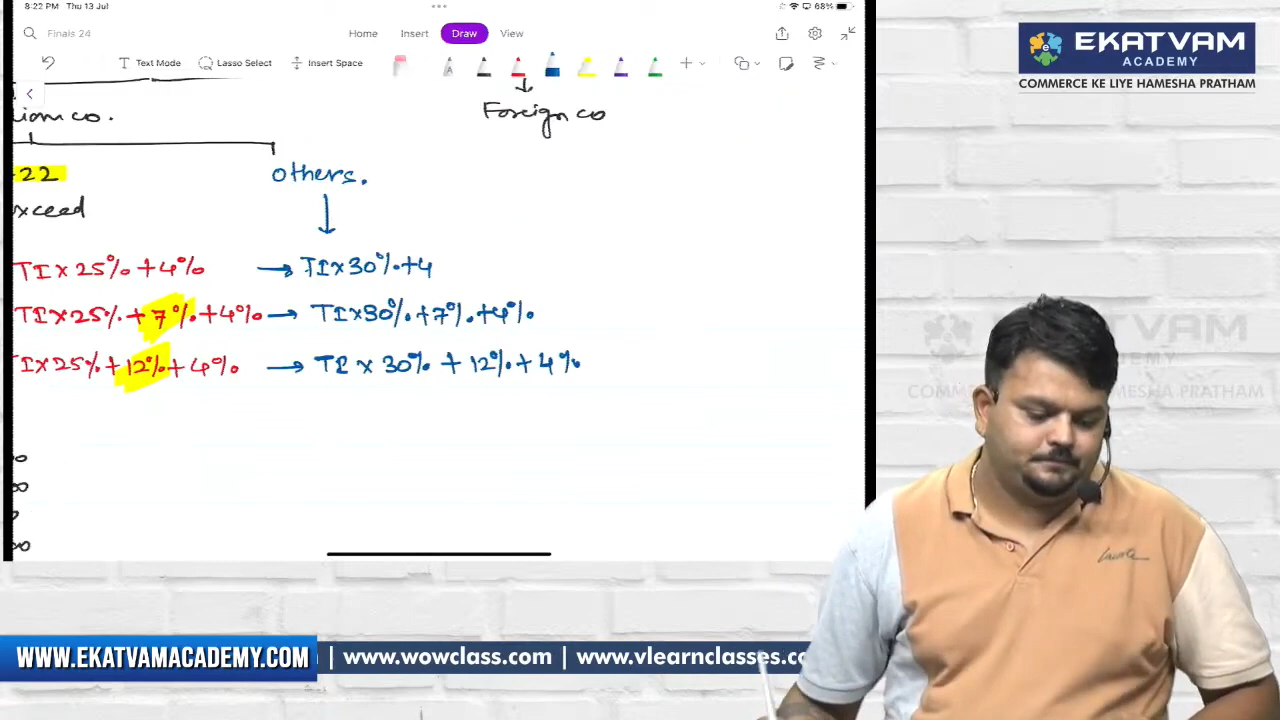 8:22 PM Thu 13 Jul
68%
Finals 24
Home Insert Draw View
Text Mode Lasso Select Insert Space
EKATVAM
ACADEMY
COMMERCE KE LIYE HAMESHA PRATHAM
ion co.
Foreign co
22
others.
xceed
TI x 25% + 4% → TI x 30% + 4
TI x 25% + 7% + 4% → TI x 30% + 7% + 4%
TI x 25% + 12% + 4% → TI x 30% + 12% + 4%
WWW.EKATVAMACADEMY.COM | www.wowclass.com | www.vlearnclasses.co